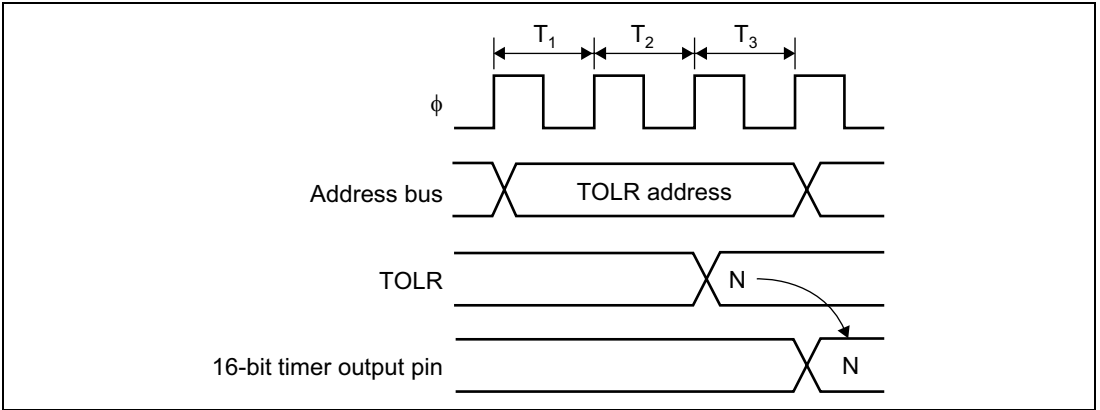 T1 T2 T3
ϕ
Address bus TOLR address
TOLR N
16-bit timer output pin N